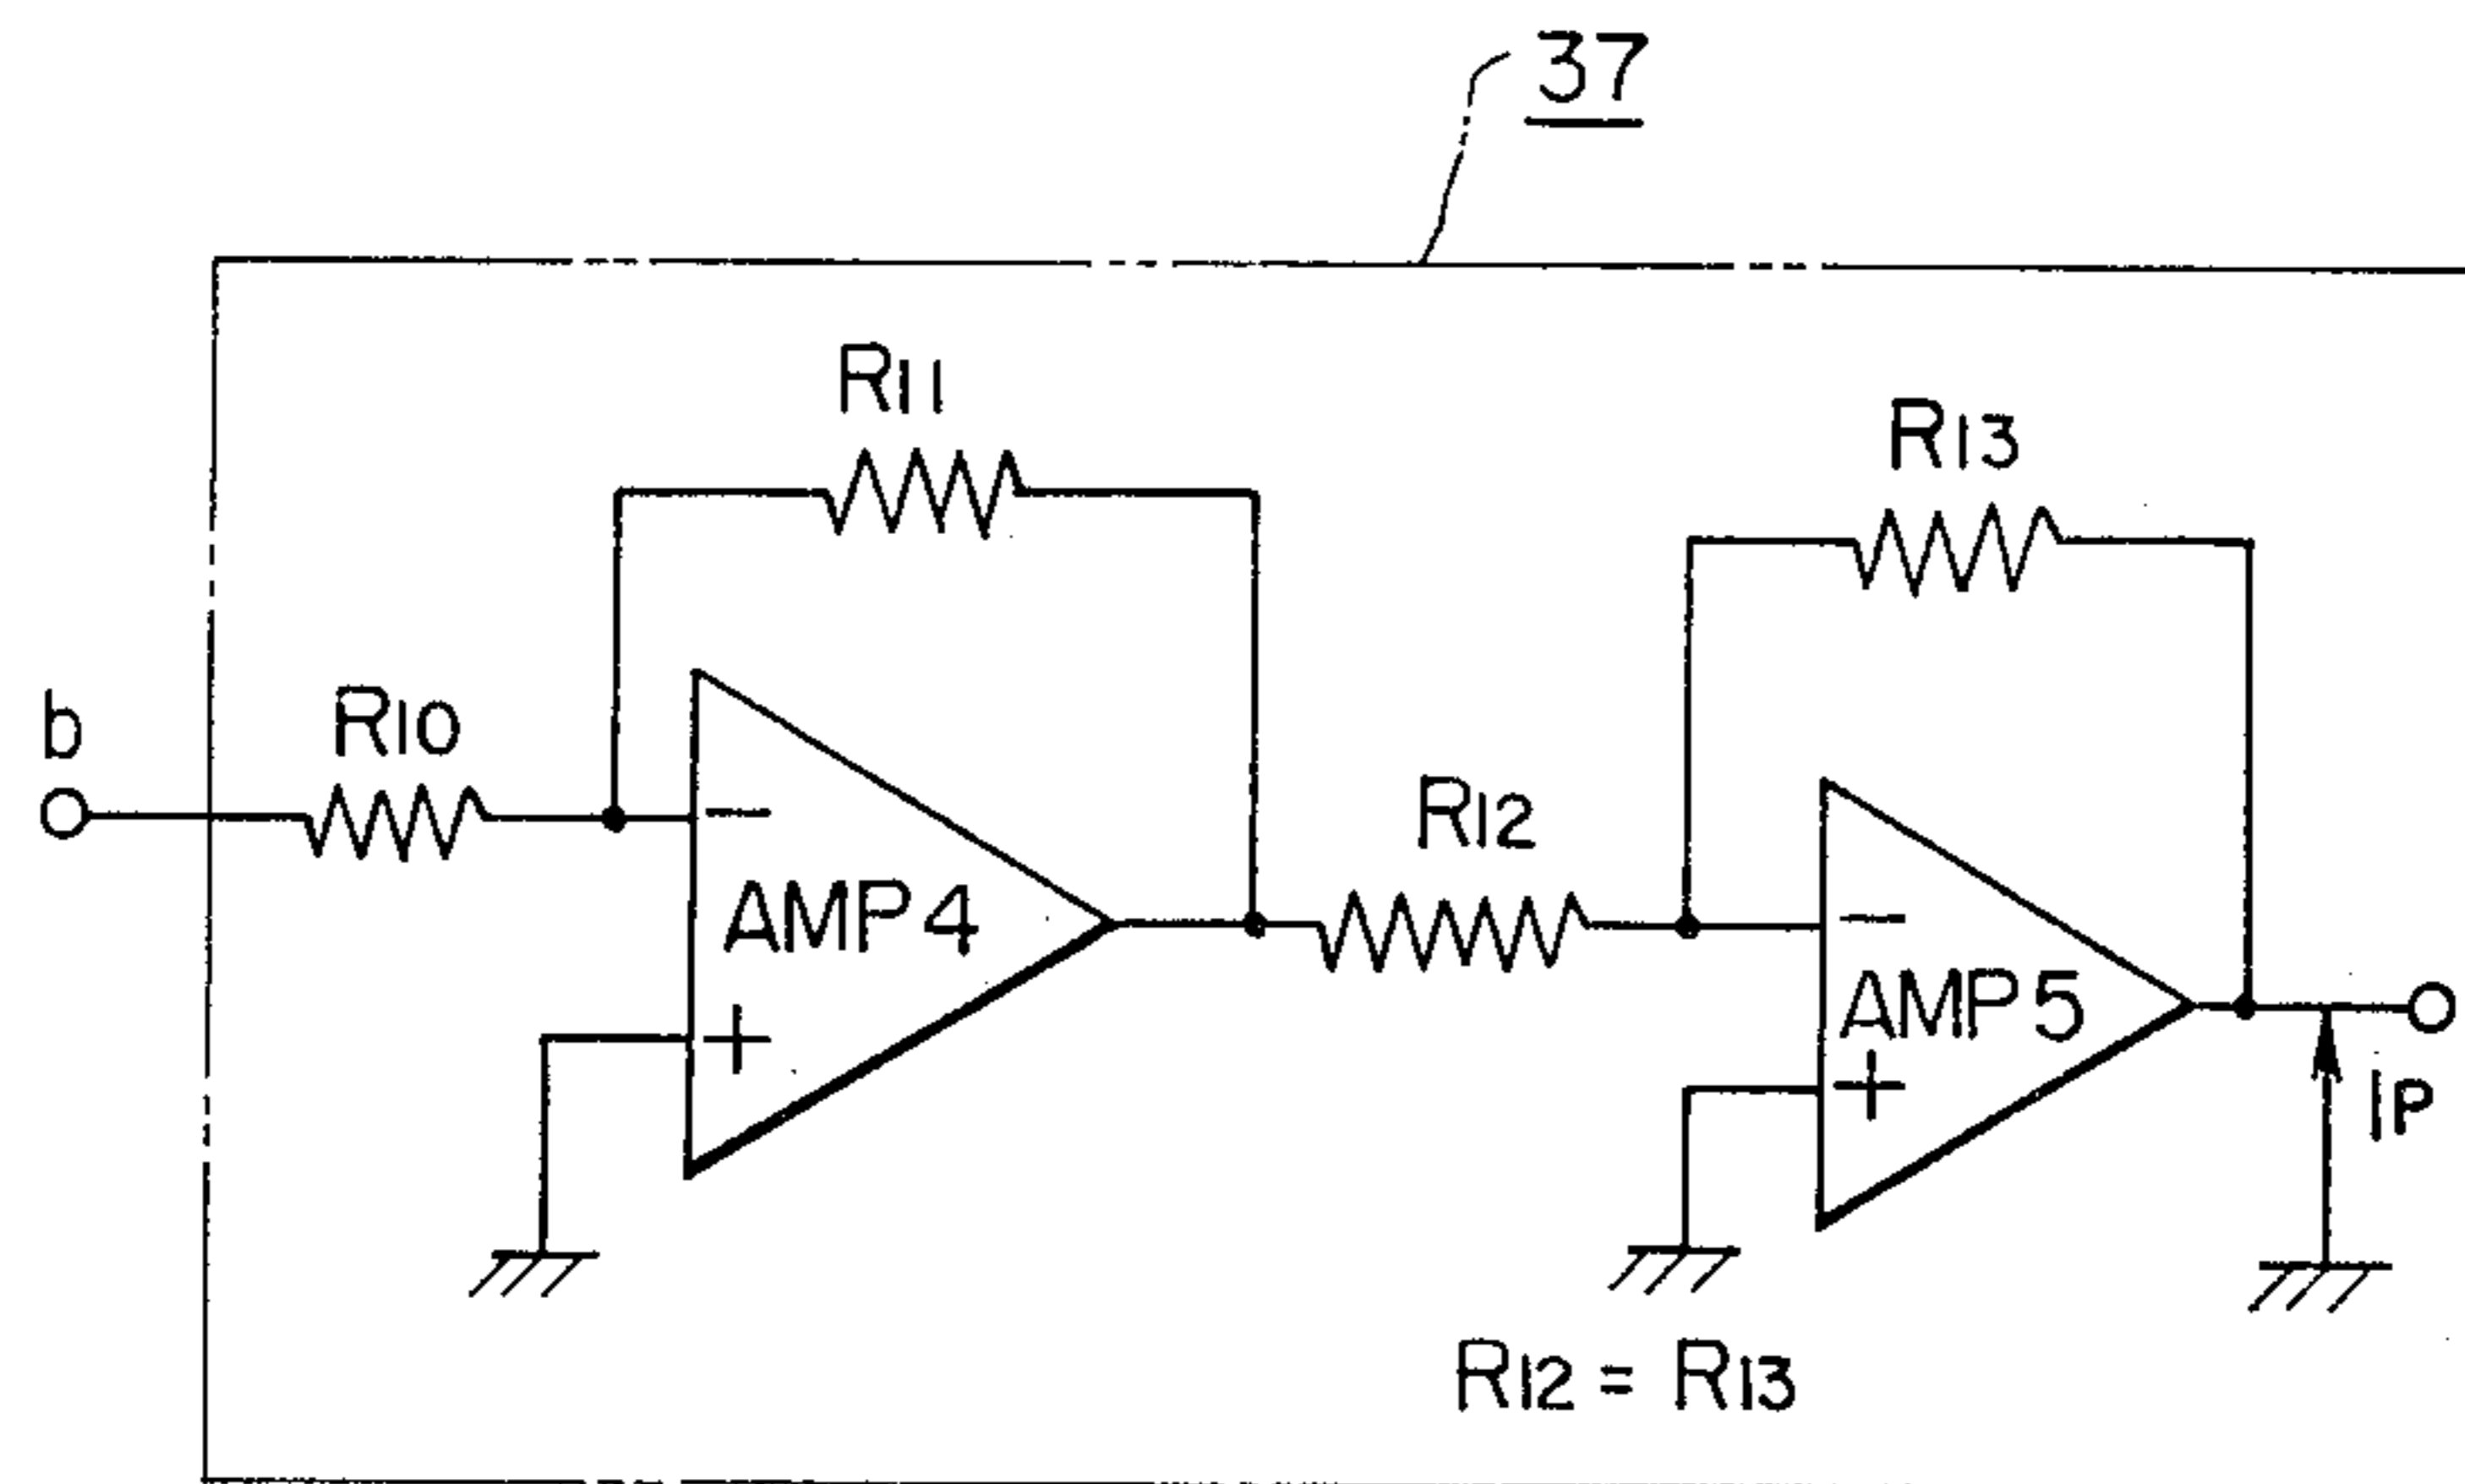 37
R11
R13
b
R10
R12
−
AMP4
+
−
AMP5
+
IP
R12 = R13